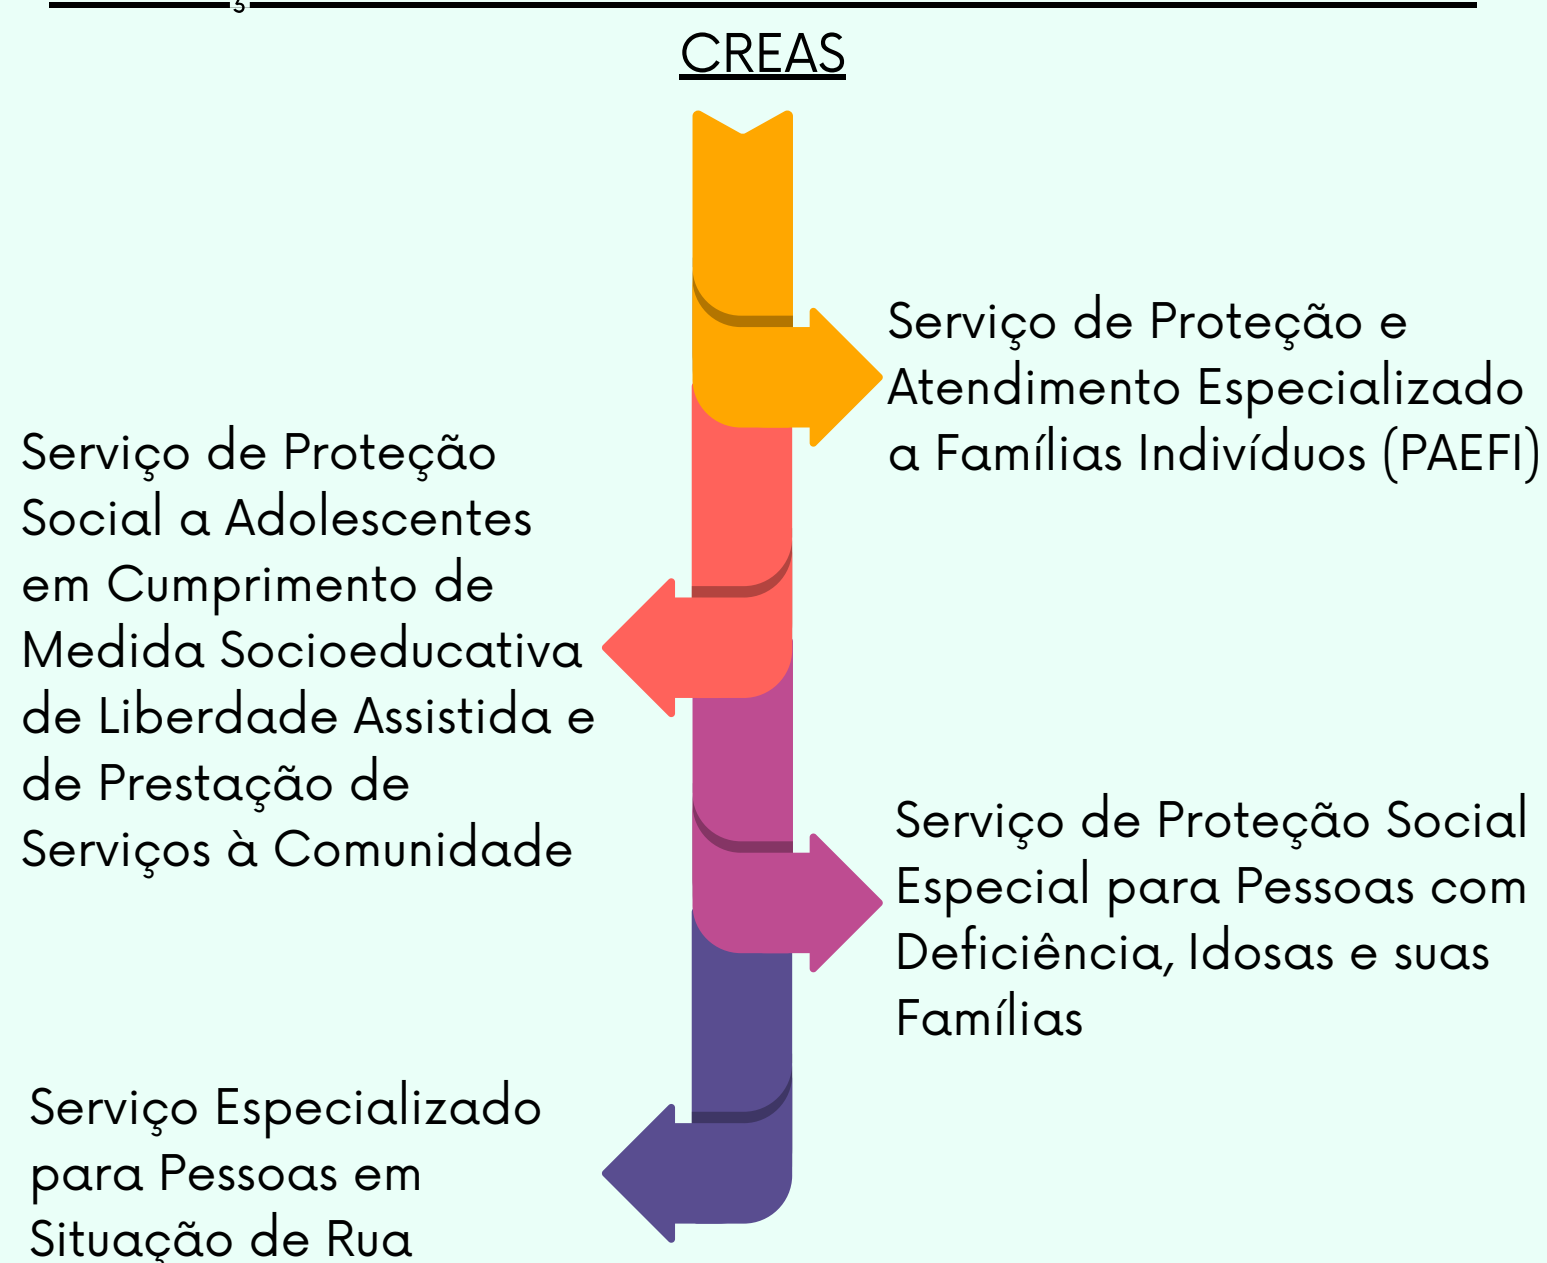 CREAS
Serviço de Proteção e
Atendimento Especializado
a Famílias Indivíduos (PAEFI)
Serviço de Proteção
Social a Adolescentes
em Cumprimento de
Medida Socioeducativa
de Liberdade Assistida e
de Prestação de
Serviços à Comunidade
Serviço de Proteção Social
Especial para Pessoas com
Deficiência, Idosas e suas
Famílias
Serviço Especializado
para Pessoas em
Situação de Rua